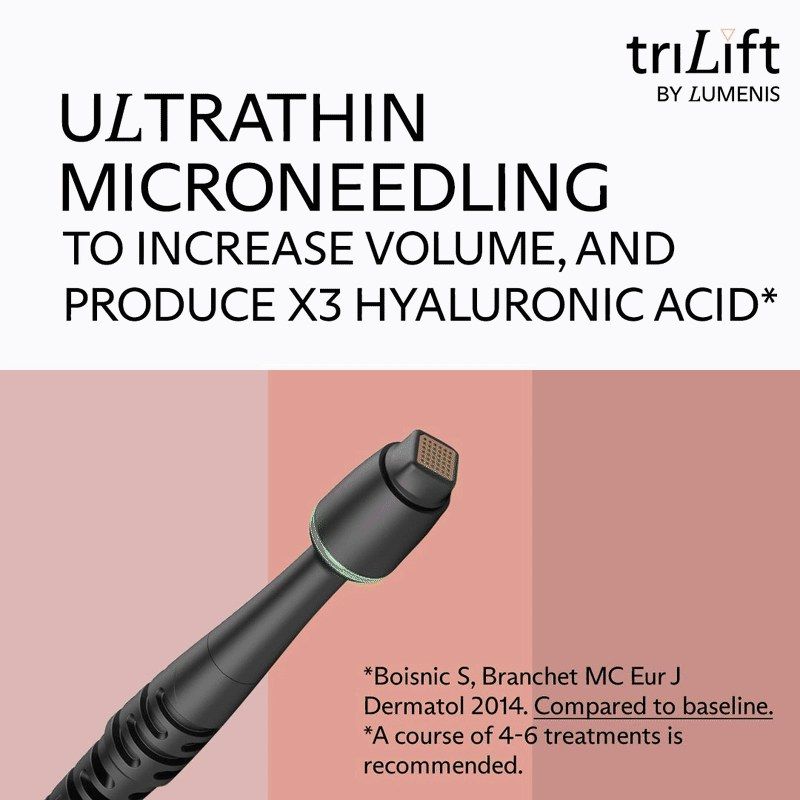 triLift
BY LUMENIS
ULTRATHIN
MICRONEEDLING
TO INCREASE VOLUME, AND
PRODUCE X3 HYALURONIC ACID*
*Boisnic S, Branchet MC Eur J
Dermatol 2014. Compared to baseline.
*A course of 4-6 treatments is
recommended.